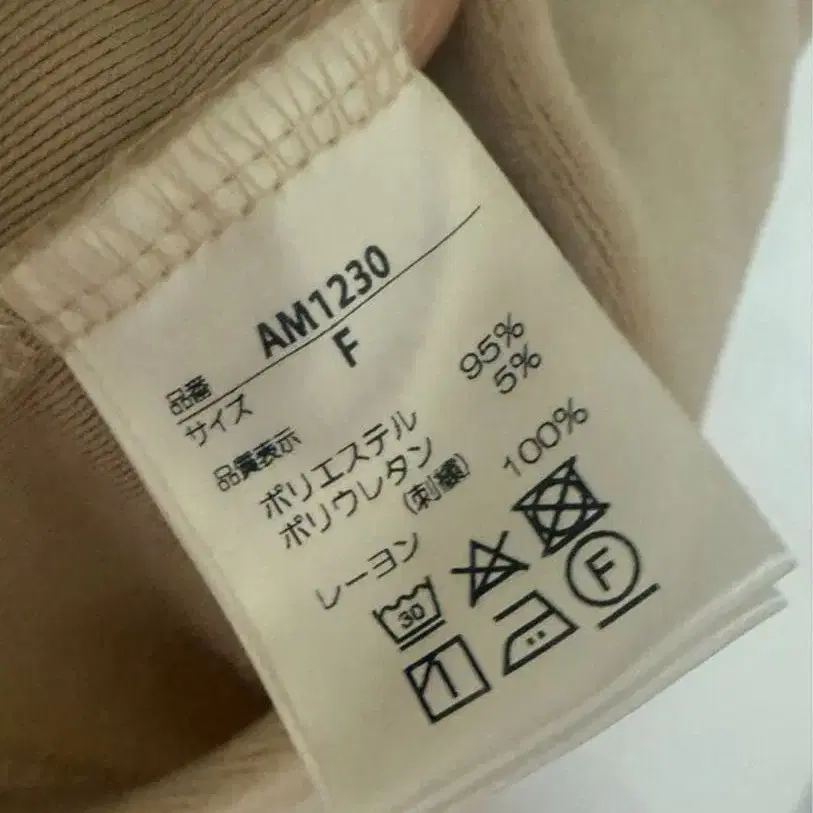 品番 AM1230
サイズ F
品質表示
ポリエステル 95%
ポリウレタン 5%
(刺繍)
レーヨン 100%
30
F